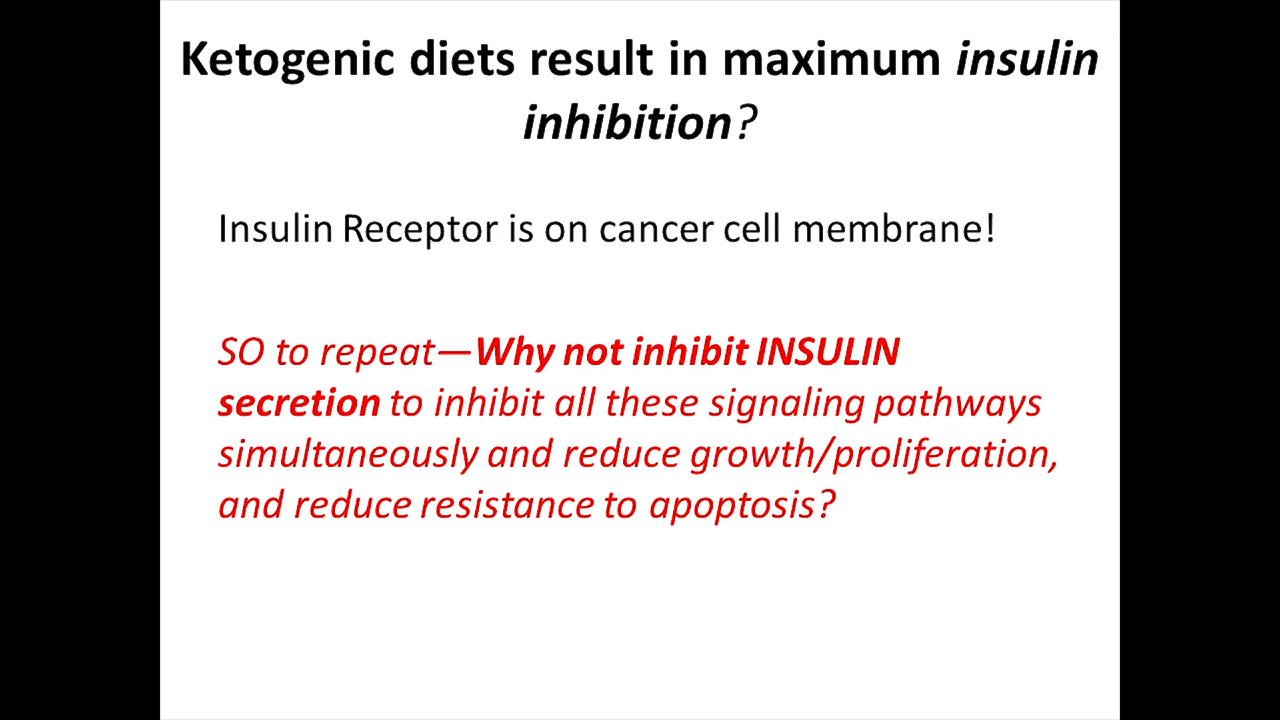 Ketogenic diets result in maximum insulin
inhibition?
Insulin Receptor is on cancer cell membrane!
SO to repeat—Why not inhibit INSULIN
secretion to inhibit all these signaling pathways
simultaneously and reduce growth/proliferation,
and reduce resistance to apoptosis?